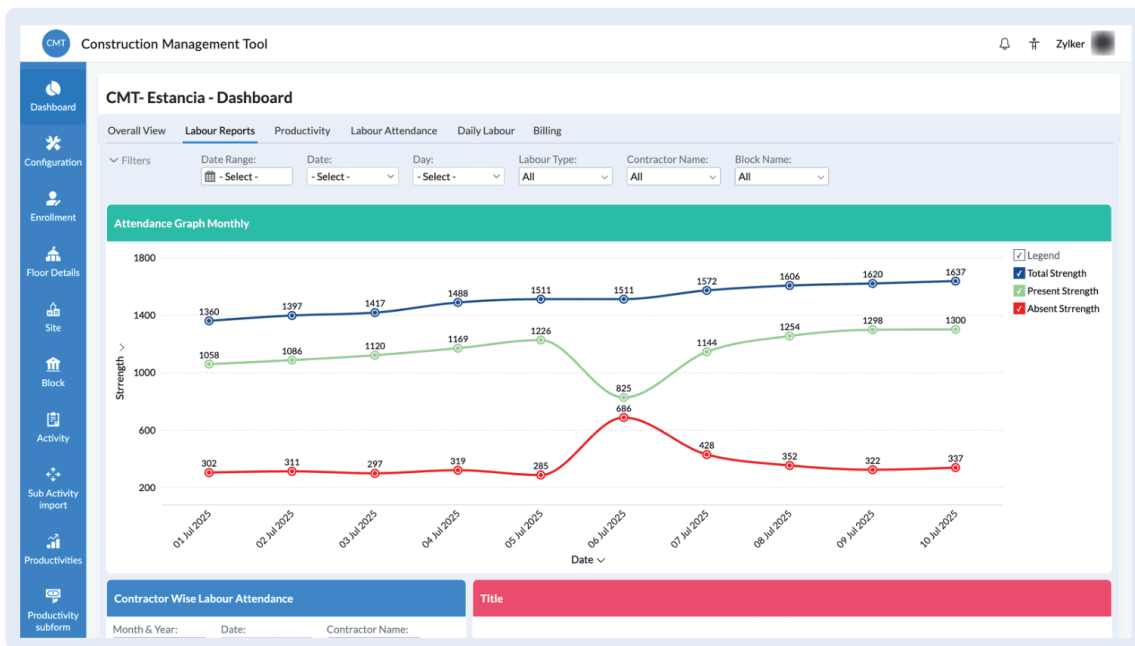 CMT Construction Management Tool
Zylker
Dashboard
Configuration
Enrollment
Floor Details
Site
Block
Activity
Sub Activity
import
Productivities
Productivity
subform
CMT- Estancia - Dashboard
Overall View Labour Reports Productivity Labour Attendance Daily Labour Billing
Filters Date Range: Date: Day: Labour Type: Contractor Name: Block Name:
- Select - - Select - - Select - All All All
Attendance Graph Monthly
Legend
Total Strength
Present Strength
Absent Strrength
Strrength
1800
1400
1000
600
200
1360 1397 1417 1488 1511 1511 1572 1606 1620 1637
1058 1086 1120 1169 1226 825 1144 1254 1298 1300
302 311 297 319 285 686 428 352 322 337
01 Jul 2025 02 Jul 2025 03 Jul 2025 04 Jul 2025 05 Jul 2025 06 Jul 2025 07 Jul 2025 08 Jul 2025 09 Jul 2025 10 Jul 2025
Date
Contractor Wise Labour Attendance
Month & Year: Date: Contractor Name:
Title